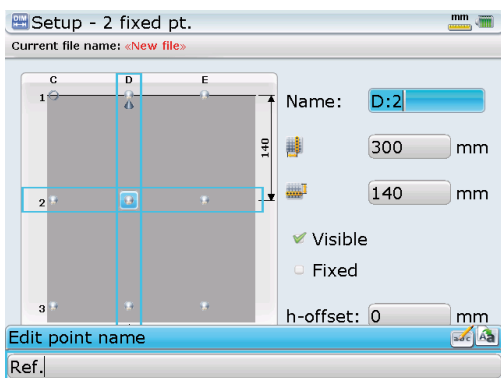 DIM Setup - 2 fixed pt. mm
Current file name: «New file»
C D E
1
Name: D:2
140
300 mm
2
140 mm
Visible
Fixed
3
h-offset: 0 mm
Edit point name
Ref.